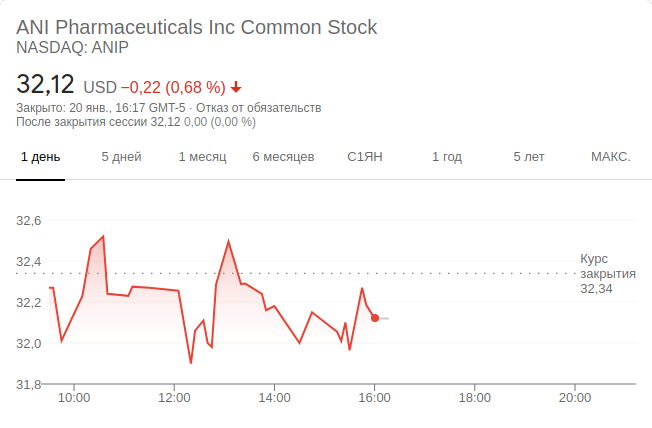 ANI Pharmaceuticals Inc Common Stock
NASDAQ: ANIP
32,12 USD −0,22 (0,68 %)
Закрыто: 20 янв., 16:17 GMT-5 · Отказ от обязательств
После закрытия сессии 32,12 0,00 (0,00 %)
1 день 5 дней 1 месяц 6 месяцев С1ЯН 1 год 5 лет МАКС.
32,6
32,4
Курс
закрытия
32,34
32,2
32,0
31,8
10:00 12:00 14:00 16:00 18:00 20:00